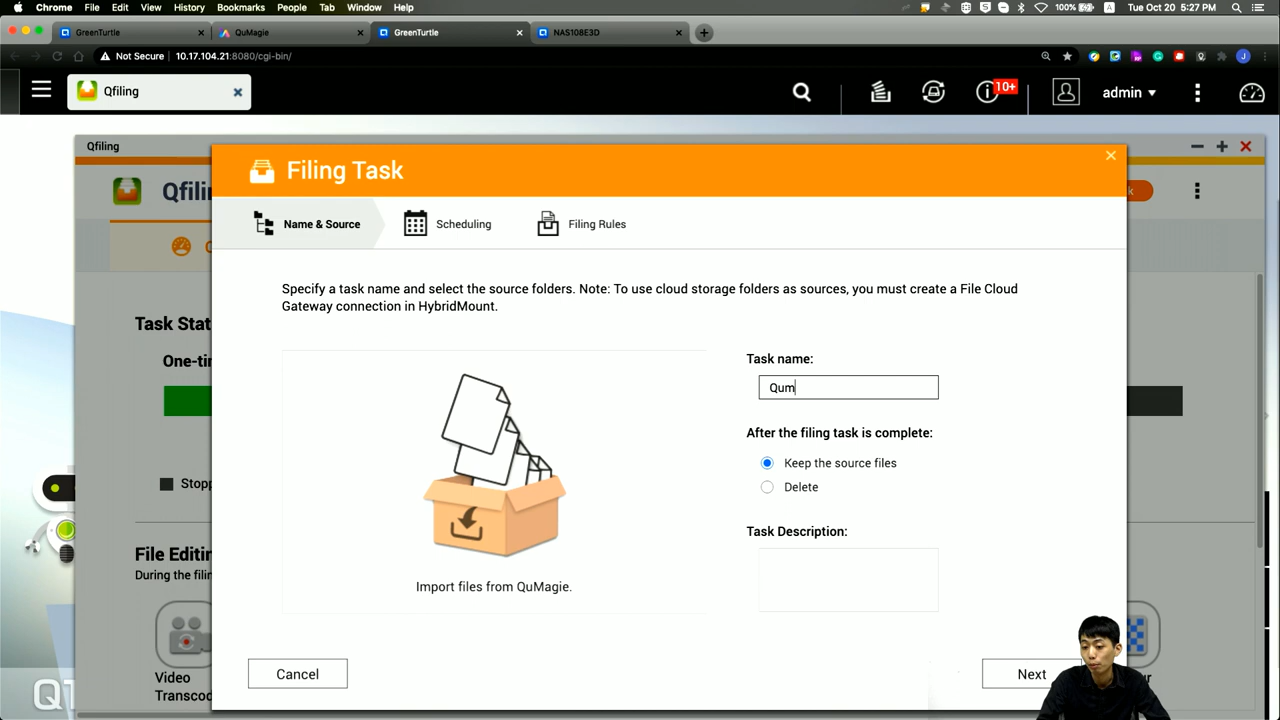 Chrome File Edit View History Bookmarks People Tab Window Help 100% Tue Oct 20 5:27 PM
GreenTurtle QuMagie GreenTurtle NAS108E3D
Not Secure 10.17.104.21:8080/cgi-bin/
Qfiling 10+ admin
Qfiling
Filing Task
Name & Source Scheduling Filing Rules
Specify a task name and select the source folders. Note: To use cloud storage folders as sources, you must create a File Cloud
Gateway connection in HybridMount.
Task name:
Qum
After the filing task is complete:
Keep the source files
Delete
Task Description:
Import files from QuMagie.
Cancel Next
Qfilin
Task Stat
One-tin
Stopp
File Editin
During the filin
Video
Transcod